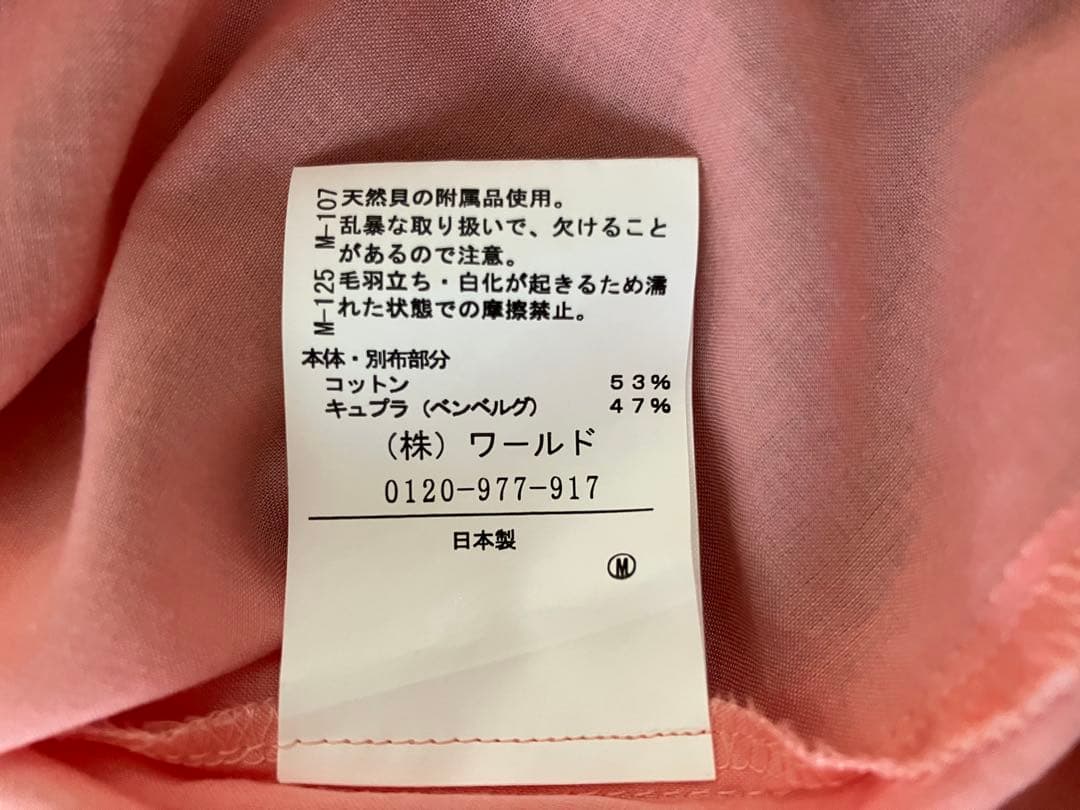 M-107 天然貝の附属品使用。
乱暴な取り扱いで、欠けること
があるので注意。
M-125 毛羽立ち・白化が起きるため濡
れた状態での摩擦禁止。
本体・別布部分
コットン 53%
キュプラ(ベンベルグ) 47%
(株)ワールド
0120-977-917
日本製
Ⓜ